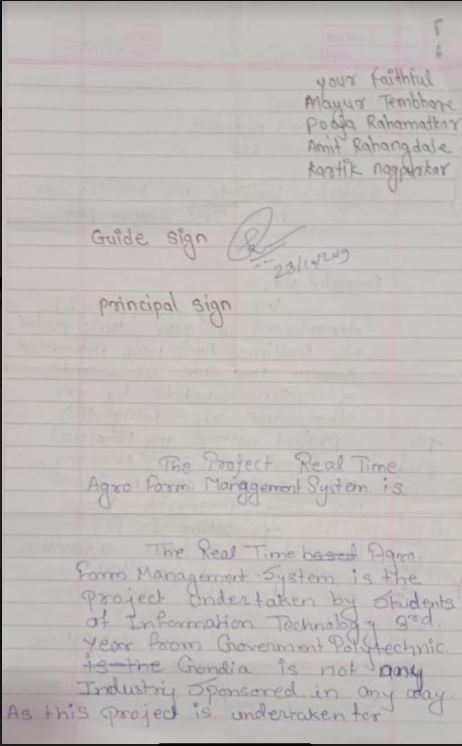 your Faithful
Mayur Tembhare
Pooja Rahamatkar
Amit Rahangdale
Kartik nagpurkar
Guide sign
23/10/2019
principal sign
The Project Real Time
Agro Farm Management System is
The Real Time based Agro
Farm Management System is the
Project Undertaken by Students
of Information Technology 3rd
year from Government Polytechnic
is the Gondia is not any
Industry Sponsored in any way
As this project is undertaken for